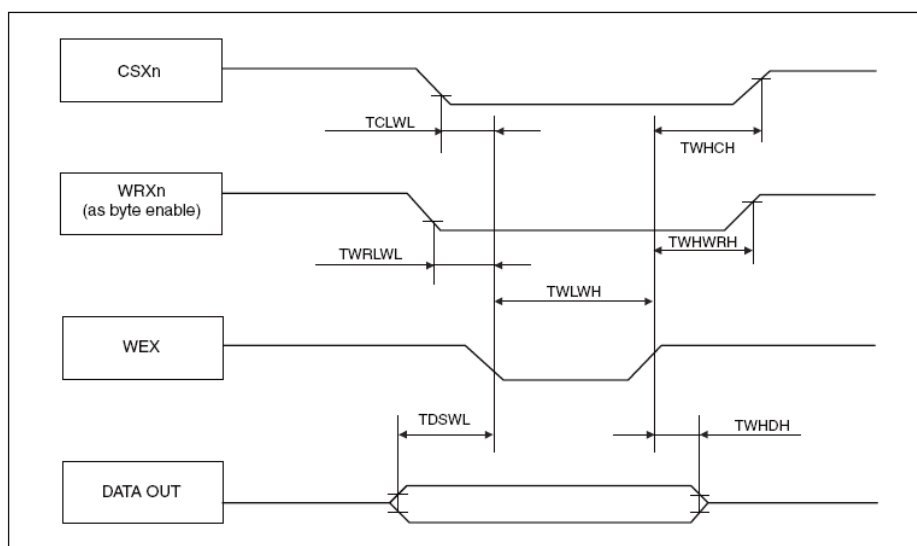 CSXn
TCLWL
TWHCH
WRXn
(as byte enable)
TWHWRH
TWRLWL
TWLWH
WEX
TDSWL
TWHDH
DATA OUT